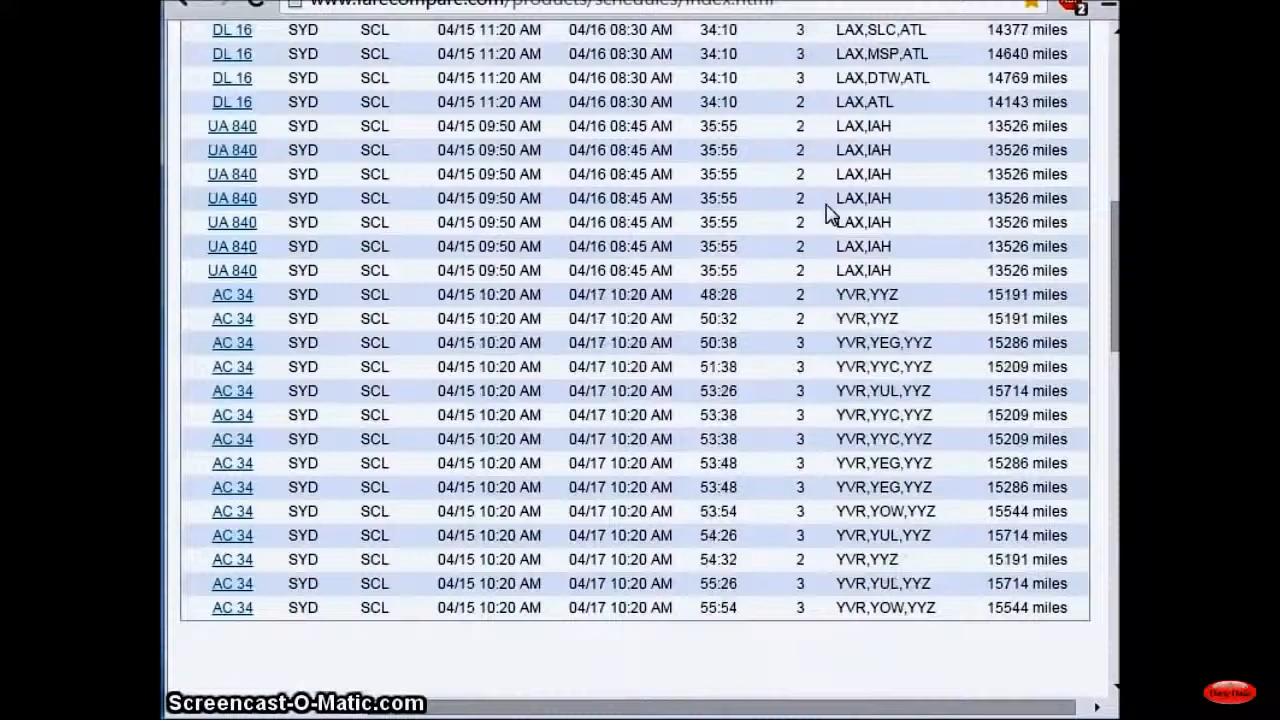 www.farecompare.com/products/schedules/index.html
2
DL 16 SYD SCL 04/15 11:20 AM 04/16 08:30 AM 34:10 3 LAX,SLC,ATL 14377 miles
DL 16 SYD SCL 04/15 11:20 AM 04/16 08:30 AM 34:10 3 LAX,MSP,ATL 14640 miles
DL 16 SYD SCL 04/15 11:20 AM 04/16 08:30 AM 34:10 3 LAX,DTW,ATL 14769 miles
DL 16 SYD SCL 04/15 11:20 AM 04/16 08:30 AM 34:10 2 LAX,ATL 14143 miles
UA 840 SYD SCL 04/15 09:50 AM 04/16 08:45 AM 35:55 2 LAX,IAH 13526 miles
UA 840 SYD SCL 04/15 09:50 AM 04/16 08:45 AM 35:55 2 LAX,IAH 13526 miles
UA 840 SYD SCL 04/15 09:50 AM 04/16 08:45 AM 35:55 2 LAX,IAH 13526 miles
UA 840 SYD SCL 04/15 09:50 AM 04/16 08:45 AM 35:55 2 LAX,IAH 13526 miles
UA 840 SYD SCL 04/15 09:50 AM 04/16 08:45 AM 35:55 2 LAX,IAH 13526 miles
UA 840 SYD SCL 04/15 09:50 AM 04/16 08:45 AM 35:55 2 LAX,IAH 13526 miles
UA 840 SYD SCL 04/15 09:50 AM 04/16 08:45 AM 35:55 2 LAX,IAH 13526 miles
AC 34 SYD SCL 04/15 10:20 AM 04/17 10:20 AM 48:28 2 YVR,YYZ 15191 miles
AC 34 SYD SCL 04/15 10:20 AM 04/17 10:20 AM 50:32 2 YVR,YYZ 15191 miles
AC 34 SYD SCL 04/15 10:20 AM 04/17 10:20 AM 50:38 3 YVR,YEG,YYZ 15286 miles
AC 34 SYD SCL 04/15 10:20 AM 04/17 10:20 AM 51:38 3 YVR,YYC,YYZ 15209 miles
AC 34 SYD SCL 04/15 10:20 AM 04/17 10:20 AM 53:26 3 YVR,YUL,YYZ 15714 miles
AC 34 SYD SCL 04/15 10:20 AM 04/17 10:20 AM 53:38 3 YVR,YYC,YYZ 15209 miles
AC 34 SYD SCL 04/15 10:20 AM 04/17 10:20 AM 53:38 3 YVR,YYC,YYZ 15209 miles
AC 34 SYD SCL 04/15 10:20 AM 04/17 10:20 AM 53:48 3 YVR,YEG,YYZ 15286 miles
AC 34 SYD SCL 04/15 10:20 AM 04/17 10:20 AM 53:48 3 YVR,YEG,YYZ 15286 miles
AC 34 SYD SCL 04/15 10:20 AM 04/17 10:20 AM 53:54 3 YVR,YOW,YYZ 15544 miles
AC 34 SYD SCL 04/15 10:20 AM 04/17 10:20 AM 54:26 3 YVR,YUL,YYZ 15714 miles
AC 34 SYD SCL 04/15 10:20 AM 04/17 10:20 AM 54:32 2 YVR,YYZ 15191 miles
AC 34 SYD SCL 04/15 10:20 AM 04/17 10:20 AM 55:26 3 YVR,YUL,YYZ 15714 miles
AC 34 SYD SCL 04/15 10:20 AM 04/17 10:20 AM 55:54 3 YVR,YOW,YYZ 15544 miles
Screencast-O-Matic.com